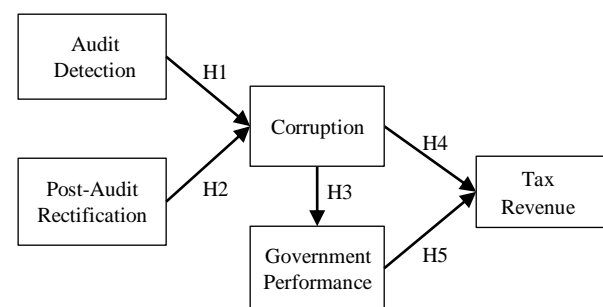 Audit
Detection
H1
Corruption
H4
Post-Audit
Rectification
H2
H3
Tax
Revenue
Government
Performance
H5